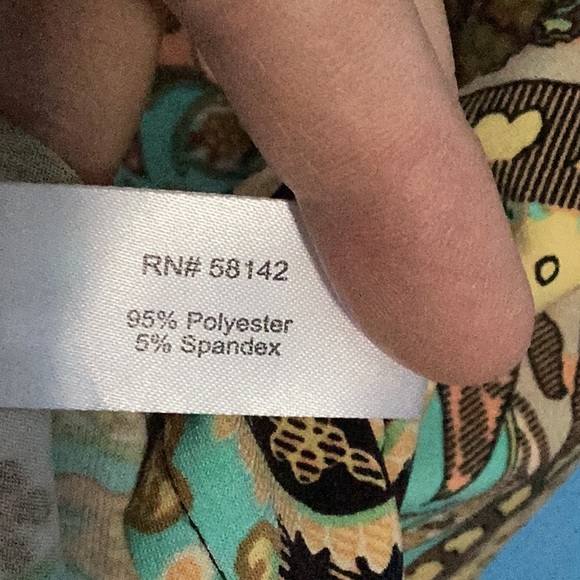 RN# 58142
95% Polyester
5% Spandex